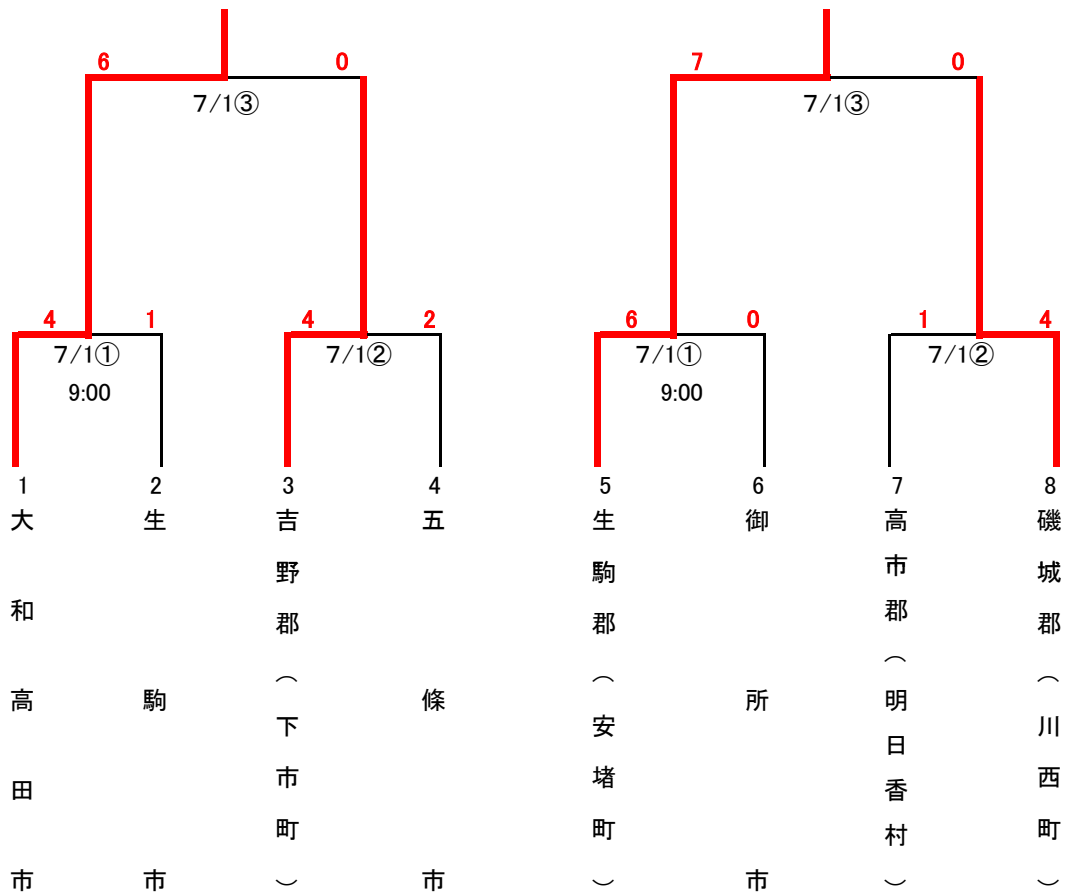 6 0 7 0
7/1③ 7/1③
4 1 4 2 6 0 1 4
7/1① 7/1② 7/1① 7/1②
9:00 9:00
1 2 3 4 5 6 7 8
大和高田市
生駒市
吉野郡（下市町）
五條市
生駒郡（安堵町）
御所市
高市郡（明日香村）
磯城郡（川西町）